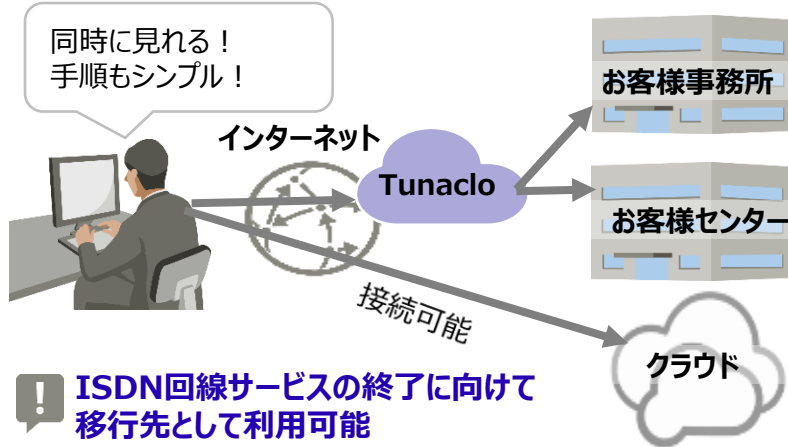 同時に見れる！
手順もシンプル！
インターネット
Tunaclo
お客様事務所
お客様センター
接続可能
クラウド
! ISDN回線サービスの終了に向けて
移行先として利用可能